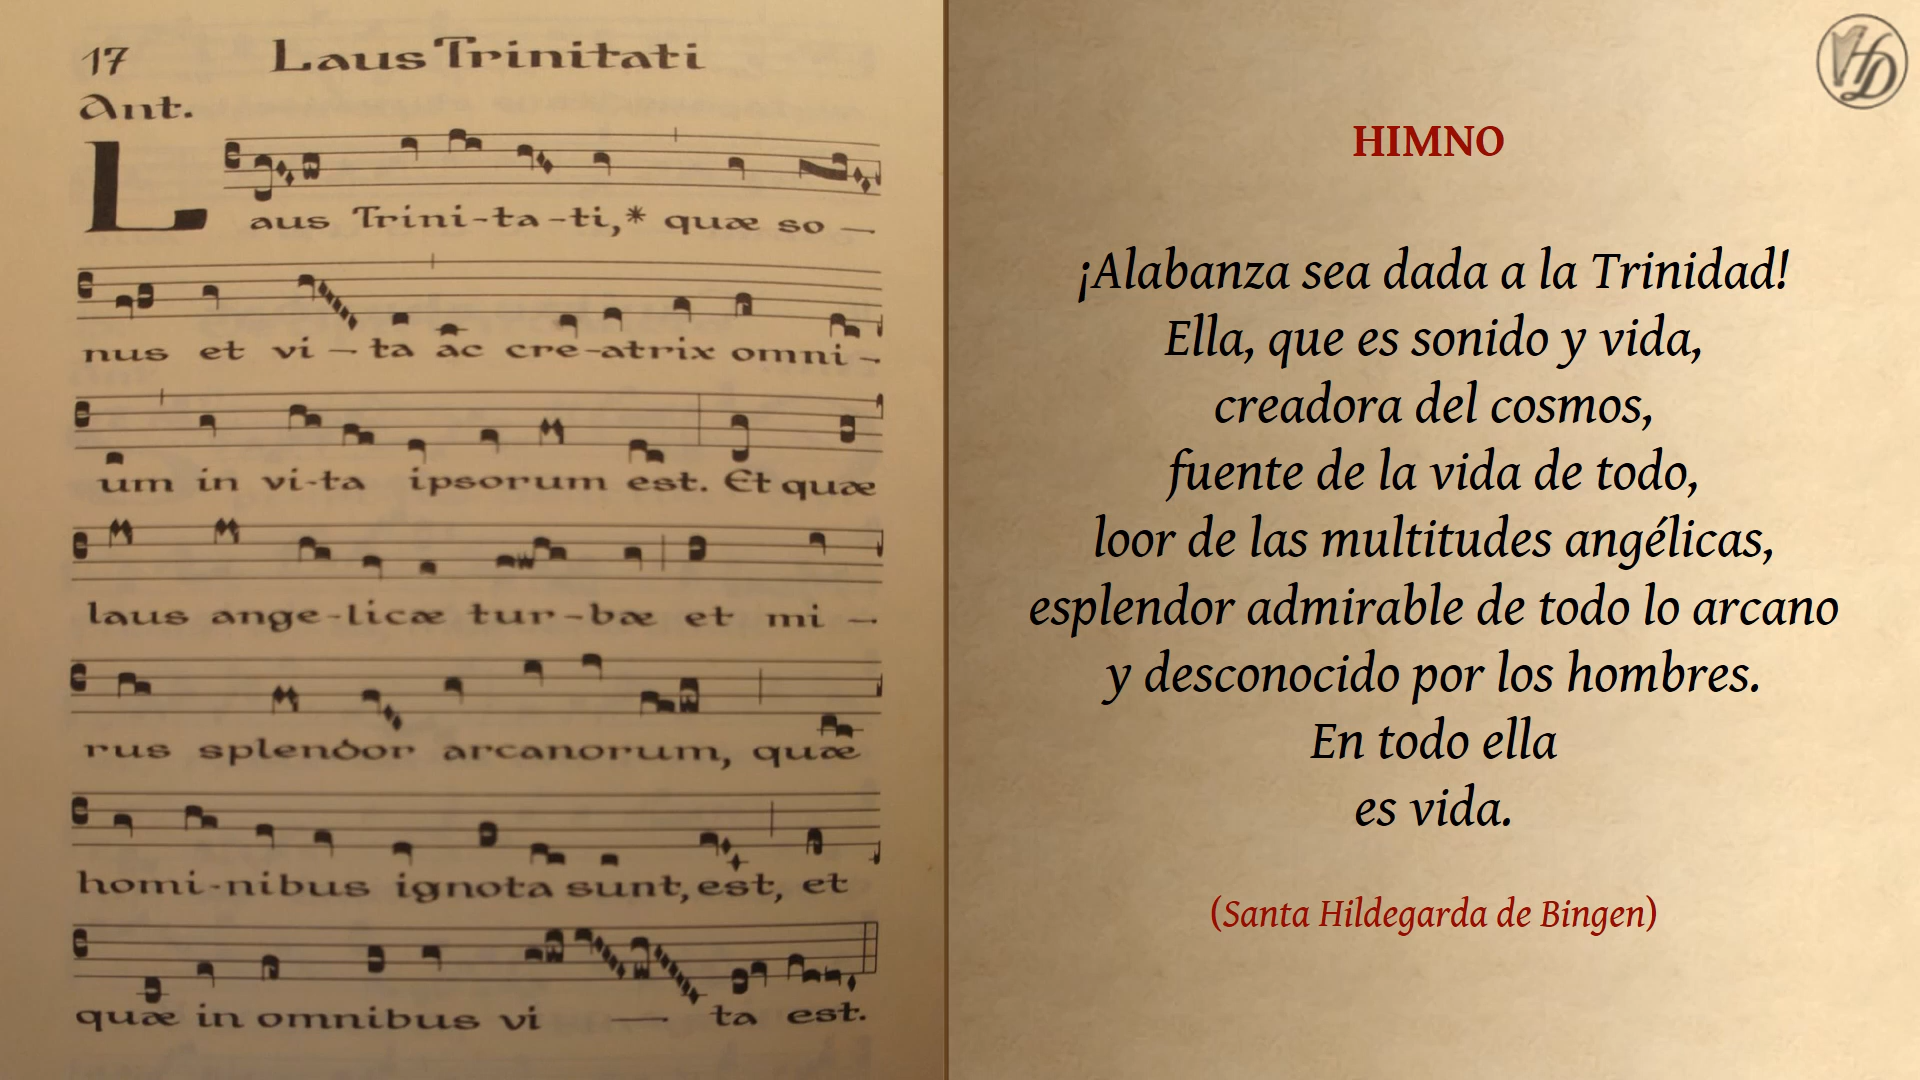 17 Laus Trinitati
Ant.
Laus Trini-ta-ti,* quæ so —
nus et vi — ta ac cre-atrix omni -
um in vi-ta ipsorum est. Et quæ
laus ange-licæ tur-bæ et mi —
rus splendor arcanorum, quæ
homi-nibus ignota sunt, est, et
quæ in omnibus vi — ta est.
HD
HIMNO
¡Alabanza sea dada a la Trinidad!
Ella, que es sonido y vida,
creadora del cosmos,
fuente de la vida de todo,
loor de las multitudes angélicas,
esplendor admirable de todo lo arcano
y desconocido por los hombres.
En todo ella
es vida.
(Santa Hildegarda de Bingen)